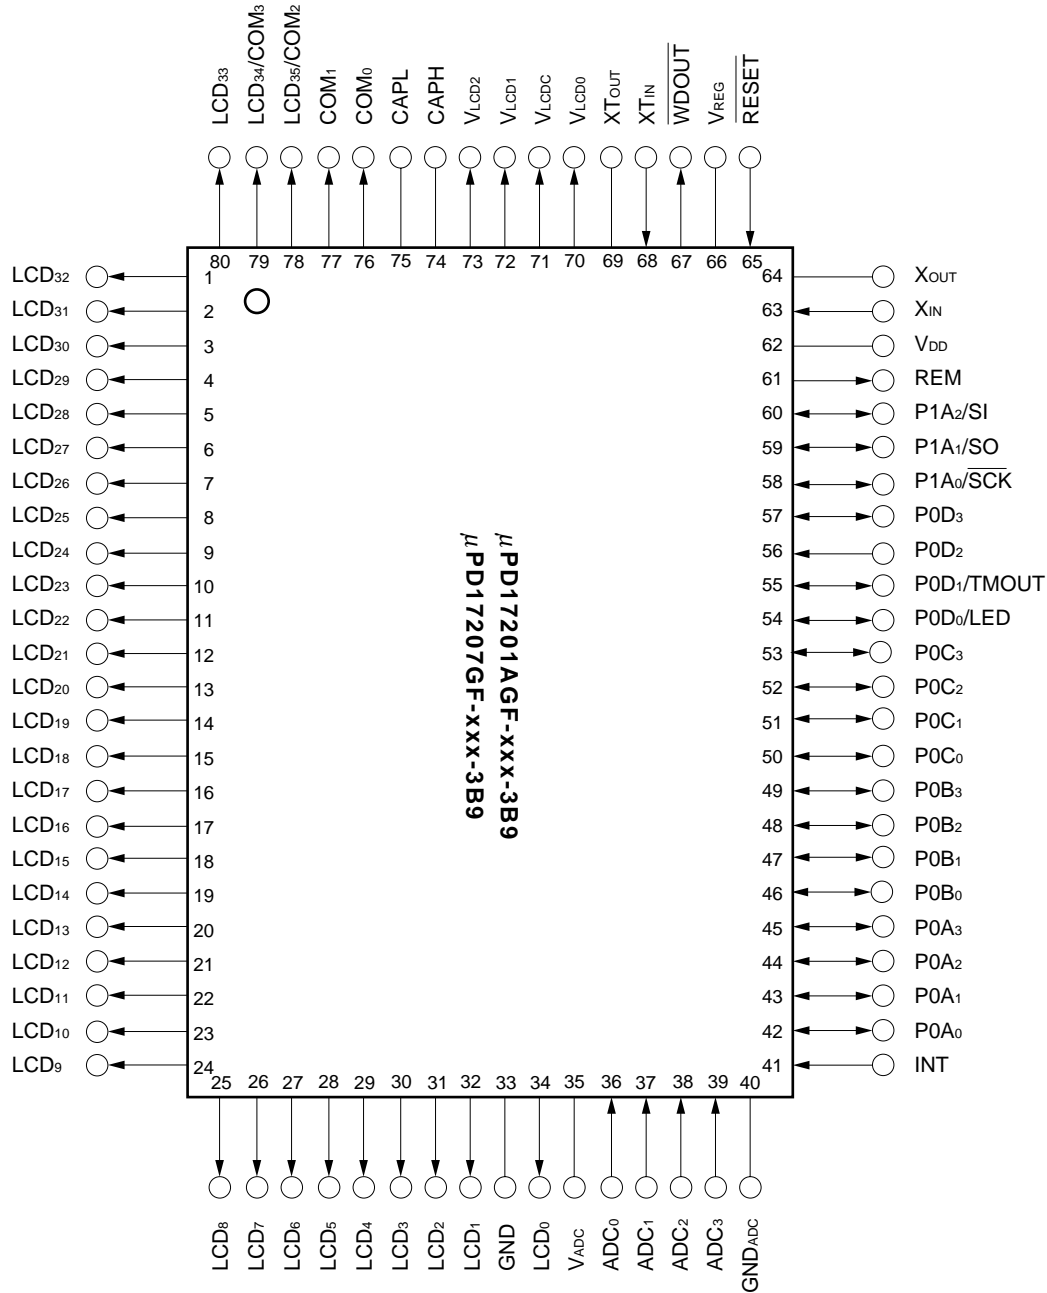 LCD33
LCD34/COM3
LCD35/COM2
COM1
COM0
CAPL
CAPH
VLCD2
VLCD1
VLCDC
VLCD0
XTOUT
XTIN
WDOUT
VREG
RESET
80 79 78 77 76 75 74 73 72 71 70 69 68 67 66 65
LCD32 1
LCD31 2
LCD30 3
LCD29 4
LCD28 5
LCD27 6
LCD26 7
LCD25 8
LCD24 9
LCD23 10
LCD22 11
LCD21 12
LCD20 13
LCD19 14
LCD18 15
LCD17 16
LCD16 17
LCD15 18
LCD14 19
LCD13 20
LCD12 21
LCD11 22
LCD10 23
LCD9 24
μPD17201AGF-xxx-3B9
μPD17207GF-xxx-3B9
64 XOUT
63 XIN
62 VDD
61 REM
60 P1A2/SI
59 P1A1/SO
58 P1A0/SCK
57 P0D3
56 P0D2
55 P0D1/TMOUT
54 P0D0/LED
53 P0C3
52 P0C2
51 P0C1
50 P0C0
49 P0B3
48 P0B2
47 P0B1
46 P0B0
45 P0A3
44 P0A2
43 P0A1
42 P0A0
41 INT
25 26 27 28 29 30 31 32 33 34 35 36 37 38 39 40
LCD8
LCD7
LCD6
LCD5
LCD4
LCD3
LCD2
LCD1
GND
LCD0
VADC
ADC0
ADC1
ADC2
ADC3
GNDADC